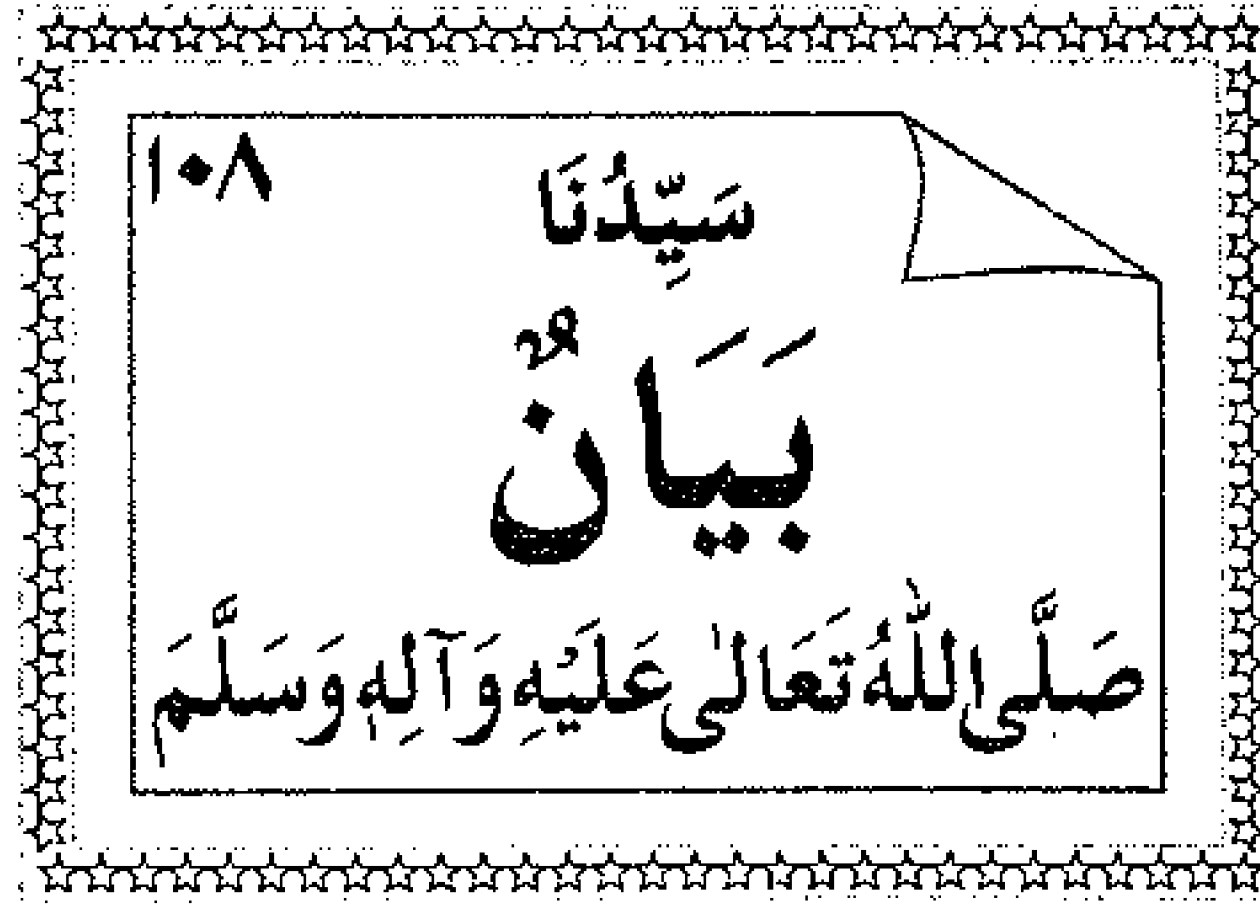 ١٠٨
سَيِّدُنَا
بَيَانٌ
صَلَّى اللّٰهُ تَعَالٰى عَلَيْهِ وَآلِهٖ وَسَلَّمَ